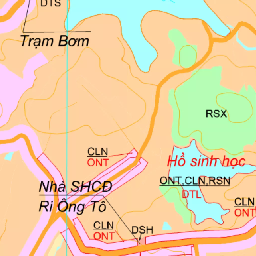 DTS
Trạm Bơm
RSX
CLN
ONT
Hồ sinh học
ONT,CLN,RSN
DTL
Nhà SHCĐ
Ri Ông Tô
CLN
ONT
CLN
ONT
DSH